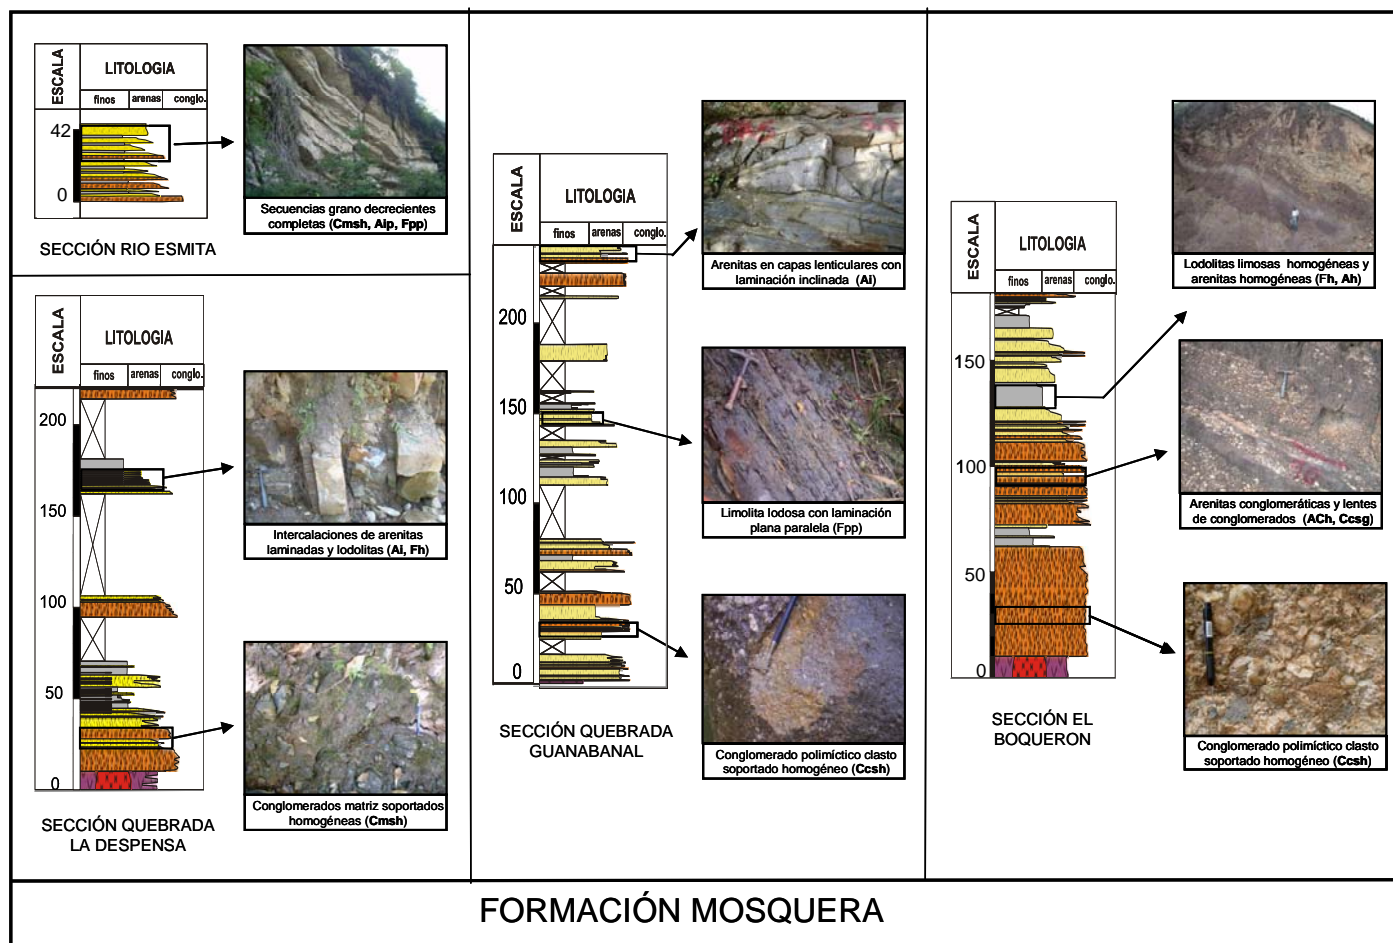 ESCALA
LITOLOGIA
finos arenas conglo.
42
0
Secuencias grano decrecientes
completas (Cmsh, Alp, Fpp)
SECCIÓN RIO ESMITA
ESCALA
LITOLOGIA
finos arenas conglo.
200
150
100
50
0
Intercalaciones de arenitas
laminadas y lodolitas (Ai, Fh)
Conglomerados matriz soportados
homogéneas (Cmsh)
SECCIÓN QUEBRADA
LA DESPENSA
ESCALA
LITOLOGIA
finos arenas conglo.
200
150
100
50
0
Arenitas en capas lenticulares con
laminación inclinada (Ai)
Limolita lodosa con laminación
plana paralela (Fpp)
Conglomerado polimíctico clasto
soportado homogéneo (Ccsh)
SECCIÓN QUEBRADA
GUANABANAL
ESCALA
LITOLOGIA
finos arenas conglo.
150
100
50
0
Lodolitas limosas homogéneas y
arenitas homogéneas (Fh, Ah)
Arenitas conglomeráticas y lentes
de conglomerados (ACh, Ccsg)
Conglomerado polimíctico clasto
soportado homogéneo (Ccsh)
SECCIÓN EL
BOQUERON
FORMACIÓN MOSQUERA